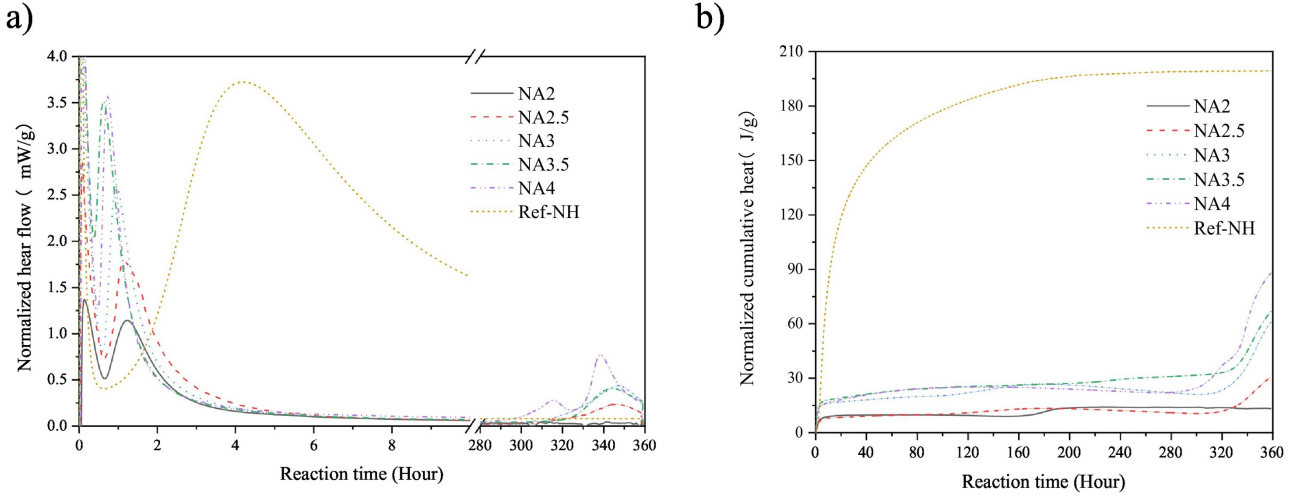 a)
4.0
3.5
3.0
2.5
2.0
1.5
1.0
0.5
0.0
Normalized hear flow ( mW/g)
NA2
NA2.5
NA3
NA3.5
NA4
Ref-NH
0 2 4 6 8 280 300 320 340 360
Reaction time (Hour)
b)
210
180
150
120
90
60
30
0
Normalized cumulative heat( J/g)
NA2
NA2.5
NA3
NA3.5
NA4
Ref-NH
0 40 80 120 160 200 240 280 320 360
Reaction time (Hour)